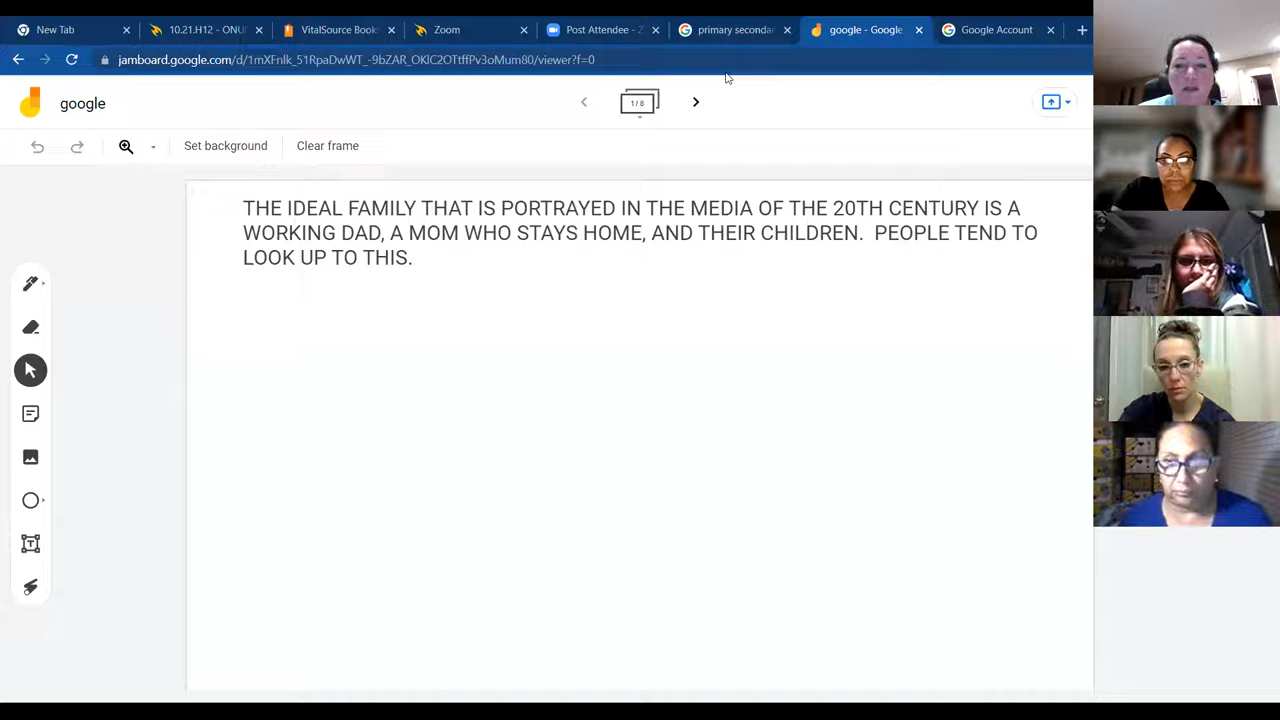 New Tab
10.21.H12 - ONU
VitalSource Book
Zoom
Post Attendee - Z
primary seconda
google - Google
Google Account
jamboard.google.com/d/1mXFnlk_51RpaDwWT_-9bZAR_OKlC2OTtffPv3oMum80/viewer?f=0
google
1/8
Set background
Clear frame
THE IDEAL FAMILY THAT IS PORTRAYED IN THE MEDIA OF THE 20TH CENTURY IS A
WORKING DAD, A MOM WHO STAYS HOME, AND THEIR CHILDREN. PEOPLE TEND TO
LOOK UP TO THIS.